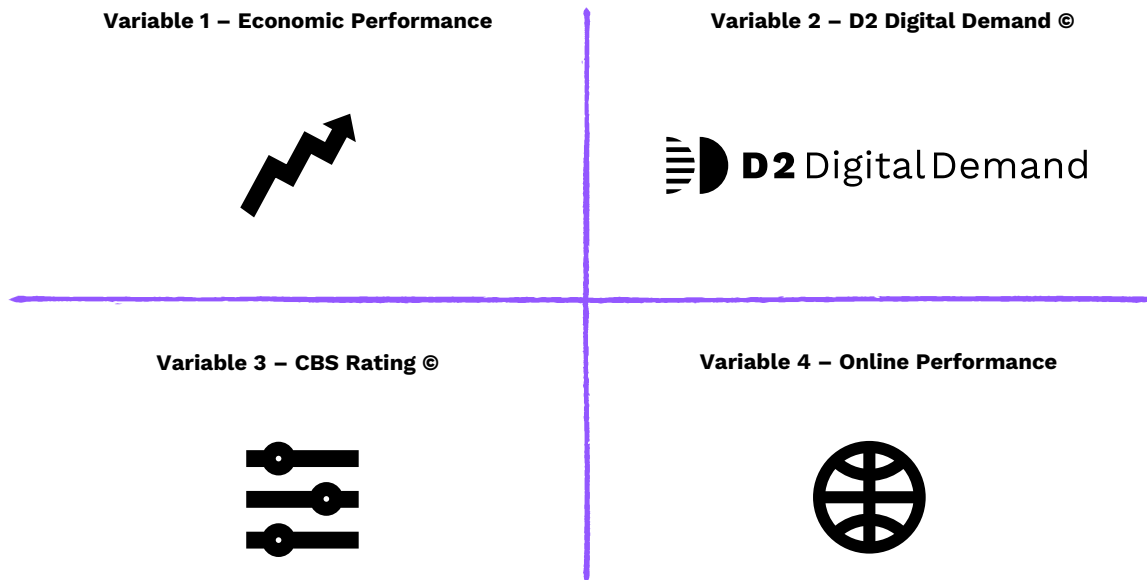 Variable 1 – Economic Performance
Variable 2 – D2 Digital Demand ©
D2 Digital Demand
Variable 3 – CBS Rating ©
Variable 4 – Online Performance